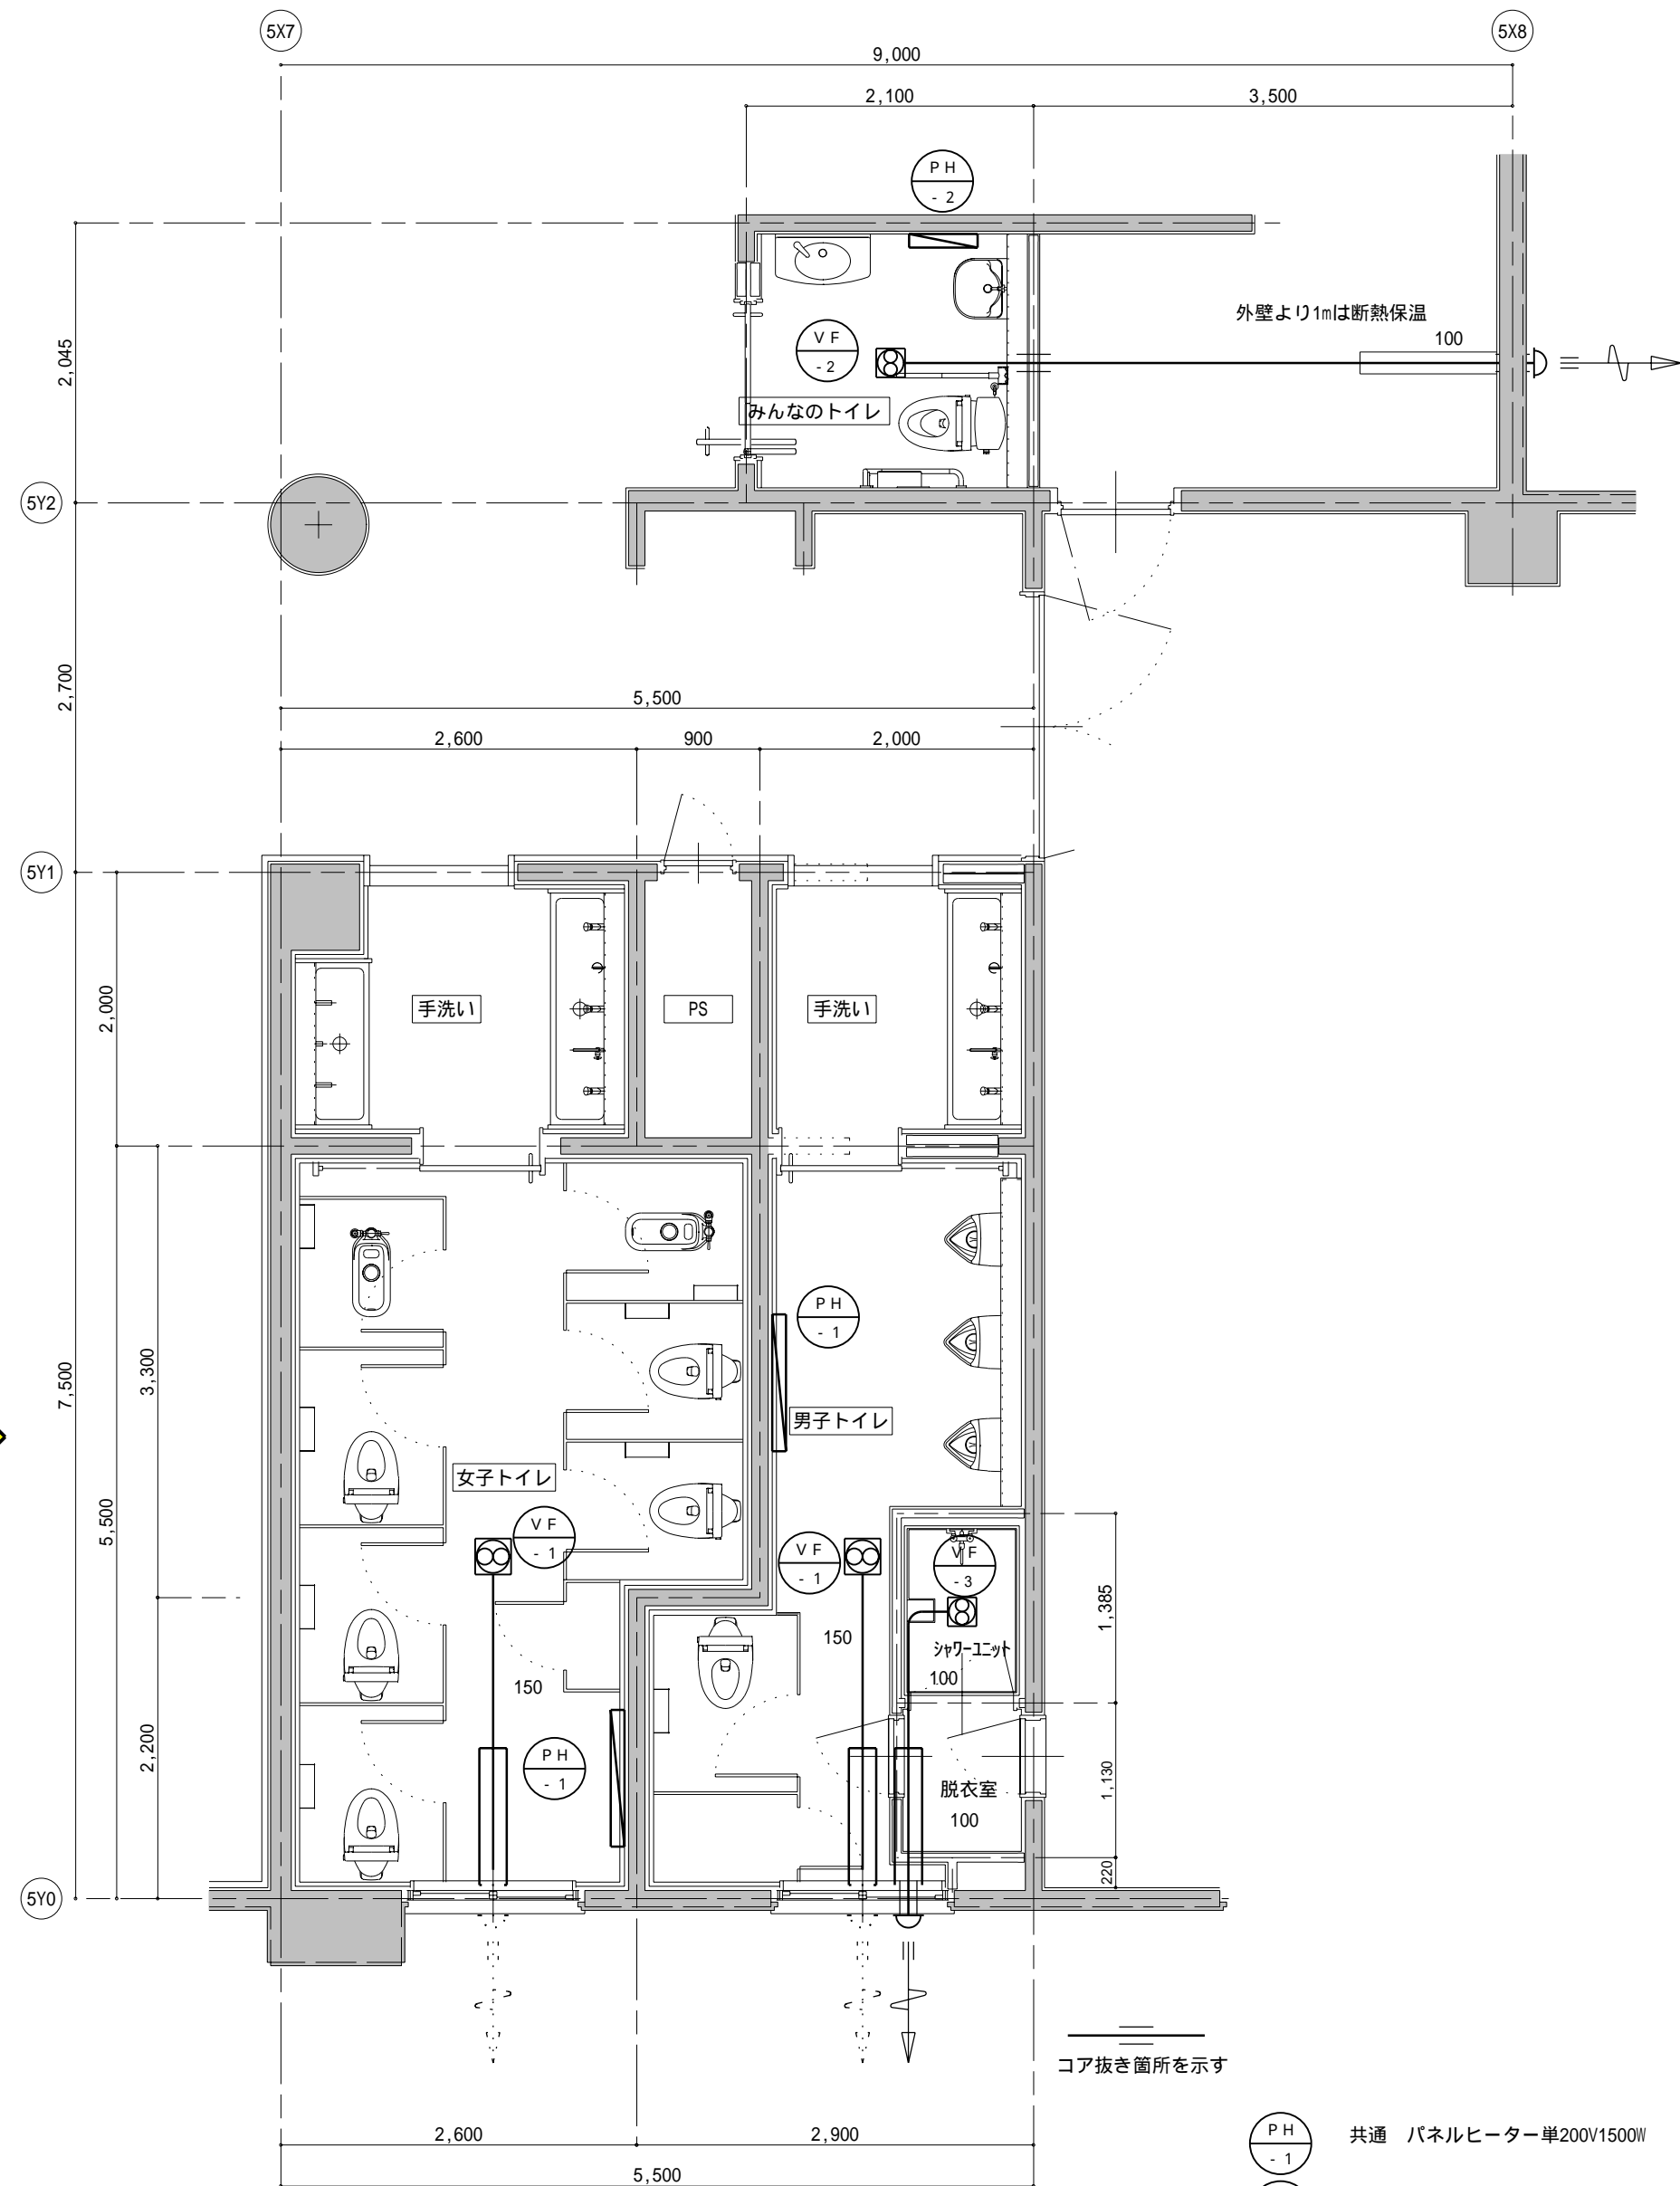 5X7
5X8
9,000
2,100
3,500
PH
-2
外壁より1mは断熱保温
100
VF
-2
2,045
みんなのトイレ
5Y2
2,700
5,500
2,600
900
2,000
5Y1
2,000
手洗い
PS
手洗い
PH
-1
3,300
7,500
男子トイレ
女子トイレ
5,500
VF
-1
VF
-1
VF
-3
1,385
150
シャワーユニット
100
150
2,200
PH
-1
1,130
脱衣室
100
220
5Y0
コア抜き箇所を示す
2,600
2,900
PH
-1
共通 パネルヒーター単200V1500W
5,500